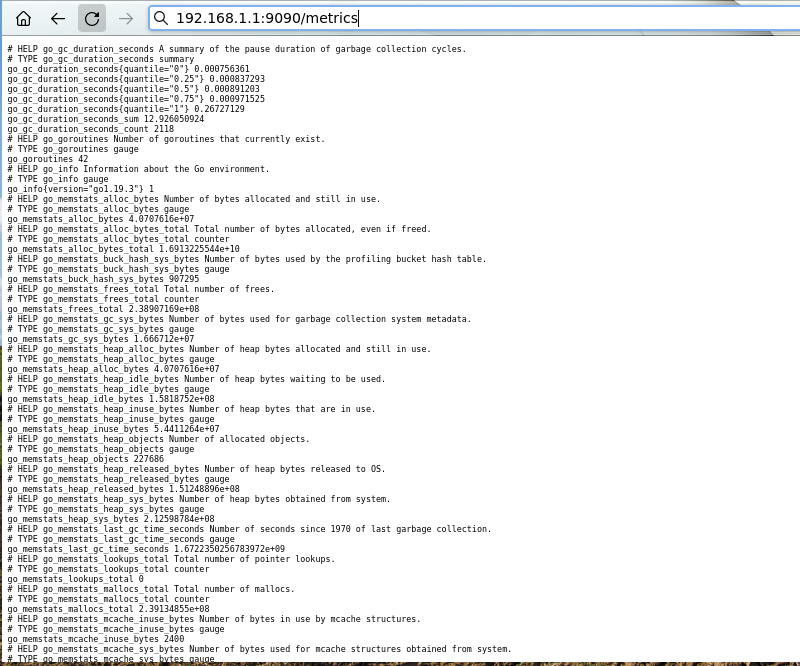 192.168.1.1:9090/metrics
# HELP go_gc_duration_seconds A summary of the pause duration of garbage collection cycles.
# TYPE go_gc_duration_seconds summary
go_gc_duration_seconds{quantile="0"} 0.000756361
go_gc_duration_seconds{quantile="0.25"} 0.000837293
go_gc_duration_seconds{quantile="0.5"} 0.000891203
go_gc_duration_seconds{quantile="0.75"} 0.000971525
go_gc_duration_seconds{quantile="1"} 0.26727129
go_gc_duration_seconds_sum 12.926050924
go_gc_duration_seconds_count 2118
# HELP go_goroutines Number of goroutines that currently exist.
# TYPE go_goroutines gauge
go_goroutines 42
# HELP go_info Information about the Go environment.
# TYPE go_info gauge
go_info{version="go1.19.3"} 1
# HELP go_memstats_alloc_bytes Number of bytes allocated and still in use.
# TYPE go_memstats_alloc_bytes gauge
go_memstats_alloc_bytes 4.0707616e+07
# HELP go_memstats_alloc_bytes_total Total number of bytes allocated, even if freed.
# TYPE go_memstats_alloc_bytes_total counter
go_memstats_alloc_bytes_total 1.6913225544e+10
# HELP go_memstats_buck_hash_sys_bytes Number of bytes used by the profiling bucket hash table.
# TYPE go_memstats_buck_hash_sys_bytes gauge
go_memstats_buck_hash_sys_bytes 907295
# HELP go_memstats_frees_total Total number of frees.
# TYPE go_memstats_frees_total counter
go_memstats_frees_total 2.38907169e+08
# HELP go_memstats_gc_sys_bytes Number of bytes used for garbage collection system metadata.
# TYPE go_memstats_gc_sys_bytes gauge
go_memstats_gc_sys_bytes 1.666712e+07
# HELP go_memstats_heap_alloc_bytes Number of heap bytes allocated and still in use.
# TYPE go_memstats_heap_alloc_bytes gauge
go_memstats_heap_alloc_bytes 4.0707616e+07
# HELP go_memstats_heap_idle_bytes Number of heap bytes waiting to be used.
# TYPE go_memstats_heap_idle_bytes gauge
go_memstats_heap_idle_bytes 1.5818752e+08
# HELP go_memstats_heap_inuse_bytes Number of heap bytes that are in use.
# TYPE go_memstats_heap_inuse_bytes gauge
go_memstats_heap_inuse_bytes 5.4411264e+07
# HELP go_memstats_heap_objects Number of allocated objects.
# TYPE go_memstats_heap_objects gauge
go_memstats_heap_objects 227686
# HELP go_memstats_heap_released_bytes Number of heap bytes released to OS.
# TYPE go_memstats_heap_released_bytes gauge
go_memstats_heap_released_bytes 1.51248896e+08
# HELP go_memstats_heap_sys_bytes Number of heap bytes obtained from system.
# TYPE go_memstats_heap_sys_bytes gauge
go_memstats_heap_sys_bytes 2.12598784e+08
# HELP go_memstats_last_gc_time_seconds Number of seconds since 1970 of last garbage collection.
# TYPE go_memstats_last_gc_time_seconds gauge
go_memstats_last_gc_time_seconds 1.6722350256783972e+09
# HELP go_memstats_lookups_total Total number of pointer lookups.
# TYPE go_memstats_lookups_total counter
go_memstats_lookups_total 0
# HELP go_memstats_mallocs_total Total number of mallocs.
# TYPE go_memstats_mallocs_total counter
go_memstats_mallocs_total 2.39134855e+08
# HELP go_memstats_mcache_inuse_bytes Number of bytes in use by mcache structures.
# TYPE go_memstats_mcache_inuse_bytes gauge
go_memstats_mcache_inuse_bytes 2400
# HELP go_memstats_mcache_sys_bytes Number of bytes used for mcache structures obtained from system.
# TYPE go_memstats_mcache_sys_bytes gauge